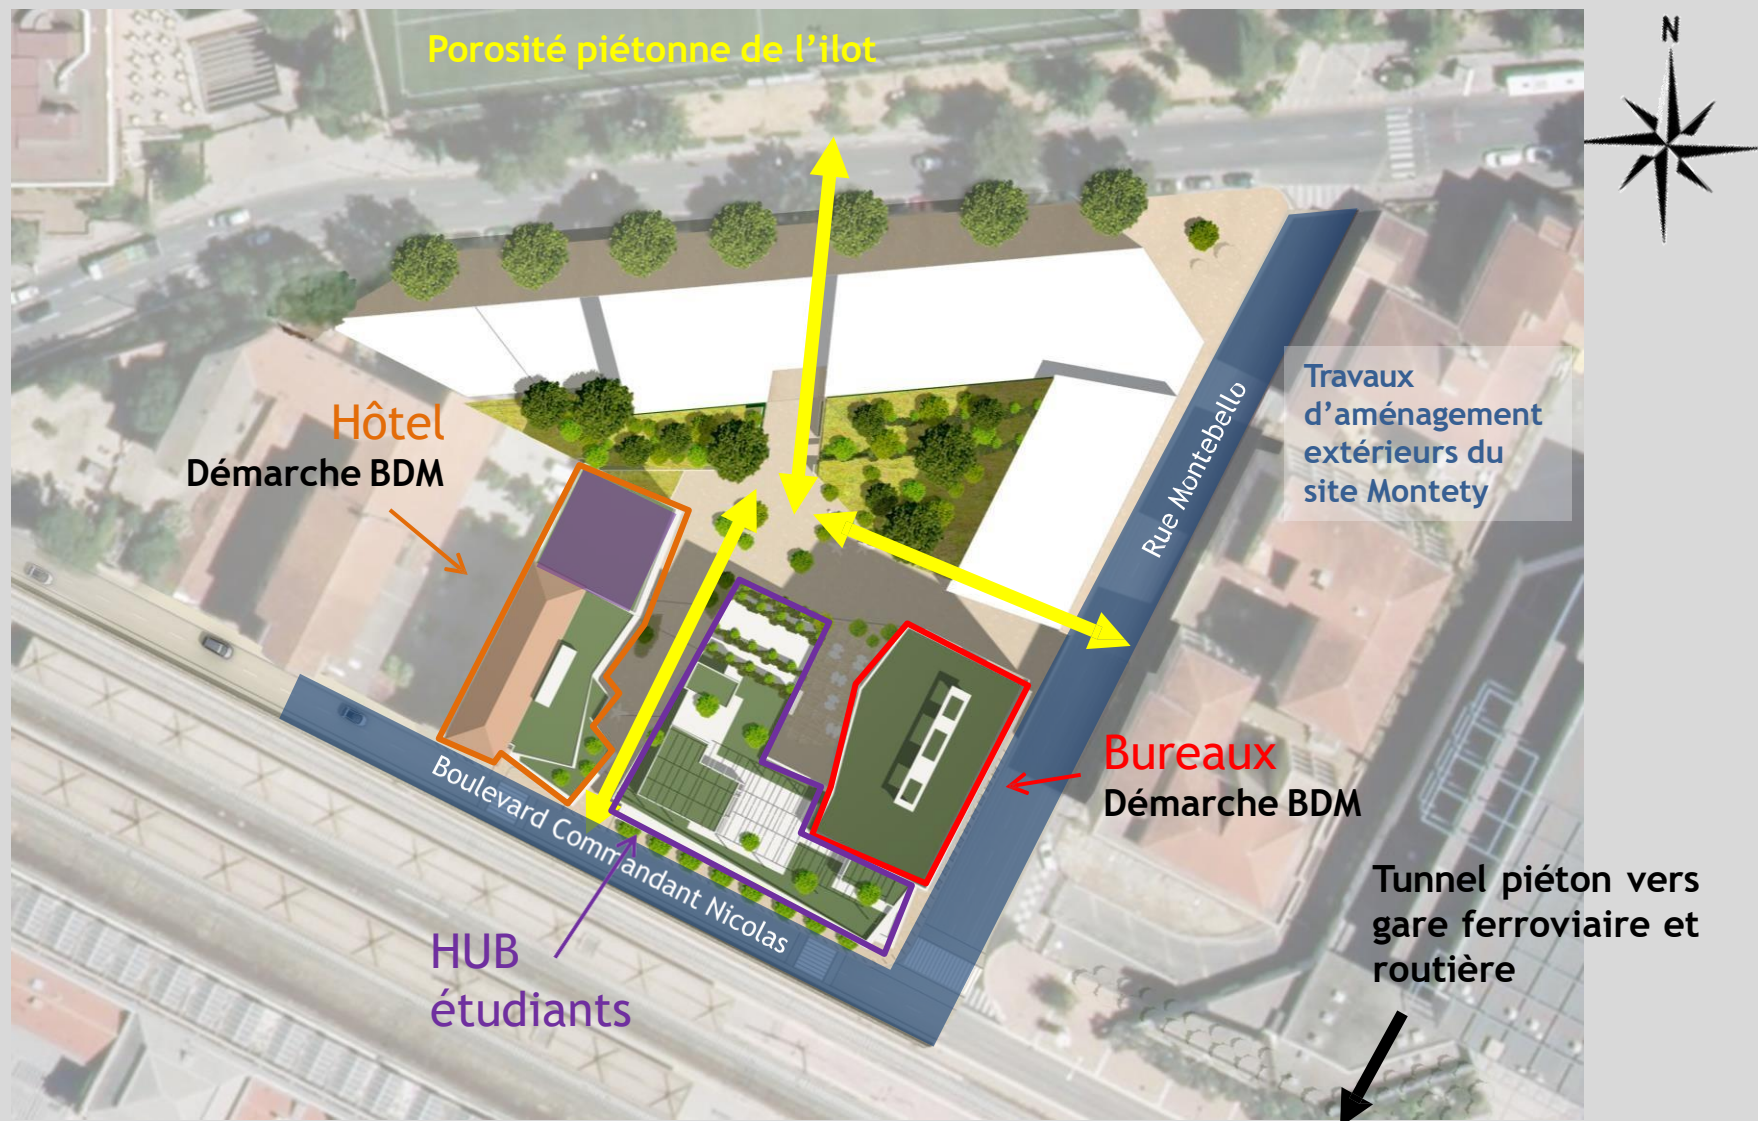 Porosité piétonne de l’ilot
N
Travaux
d’aménagement
extérieurs du
site Montety
Rue Montebello
Hôtel
Démarche BDM
Bureaux
Démarche BDM
Boulevard Commandant Nicolas
Tunnel piéton vers
gare ferroviaire et
routière
HUB
étudiants